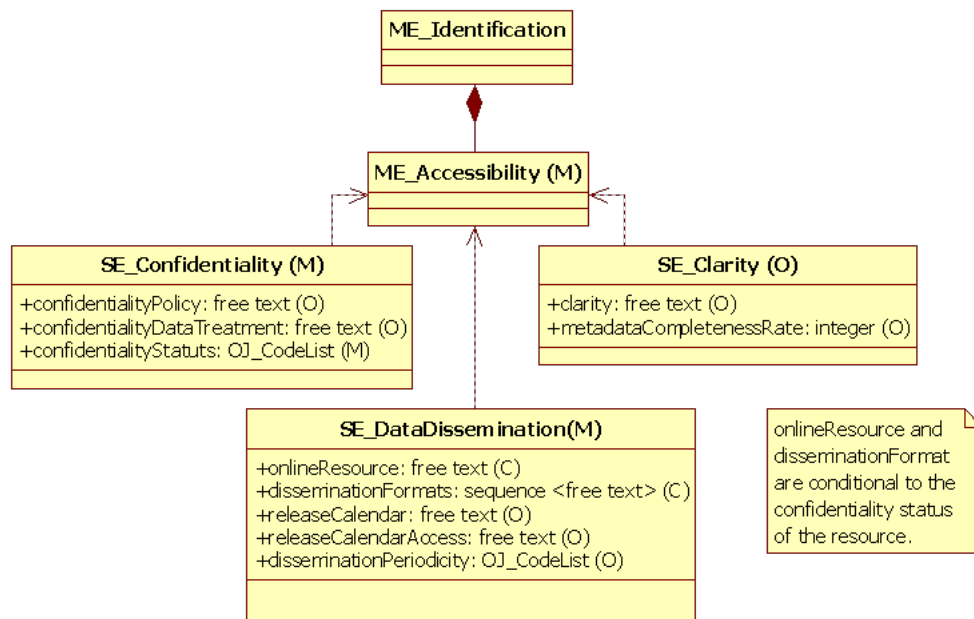 ME_Identification
ME_Accessibility (M)
SE_Confidentiality (M)
+confidentialityPolicy: free text (O)
+confidentialityDataTreatment: free text (O)
+confidentialityStatuts: OJ_CodeList (M)
SE_Clarity (O)
+clarity: free text (O)
+metadataCompletenessRate: integer (O)
SE_DataDissemination(M)
+onlineResource: free text (C)
+disseminationFormats: sequence <free text> (C)
+releaseCalendar: free text (O)
+releaseCalendarAccess: free text (O)
+disseminationPeriodicity: OJ_CodeList (O)
onlineResource and
disseminationFormat
are conditional to the
confidentiality status
of the resource.